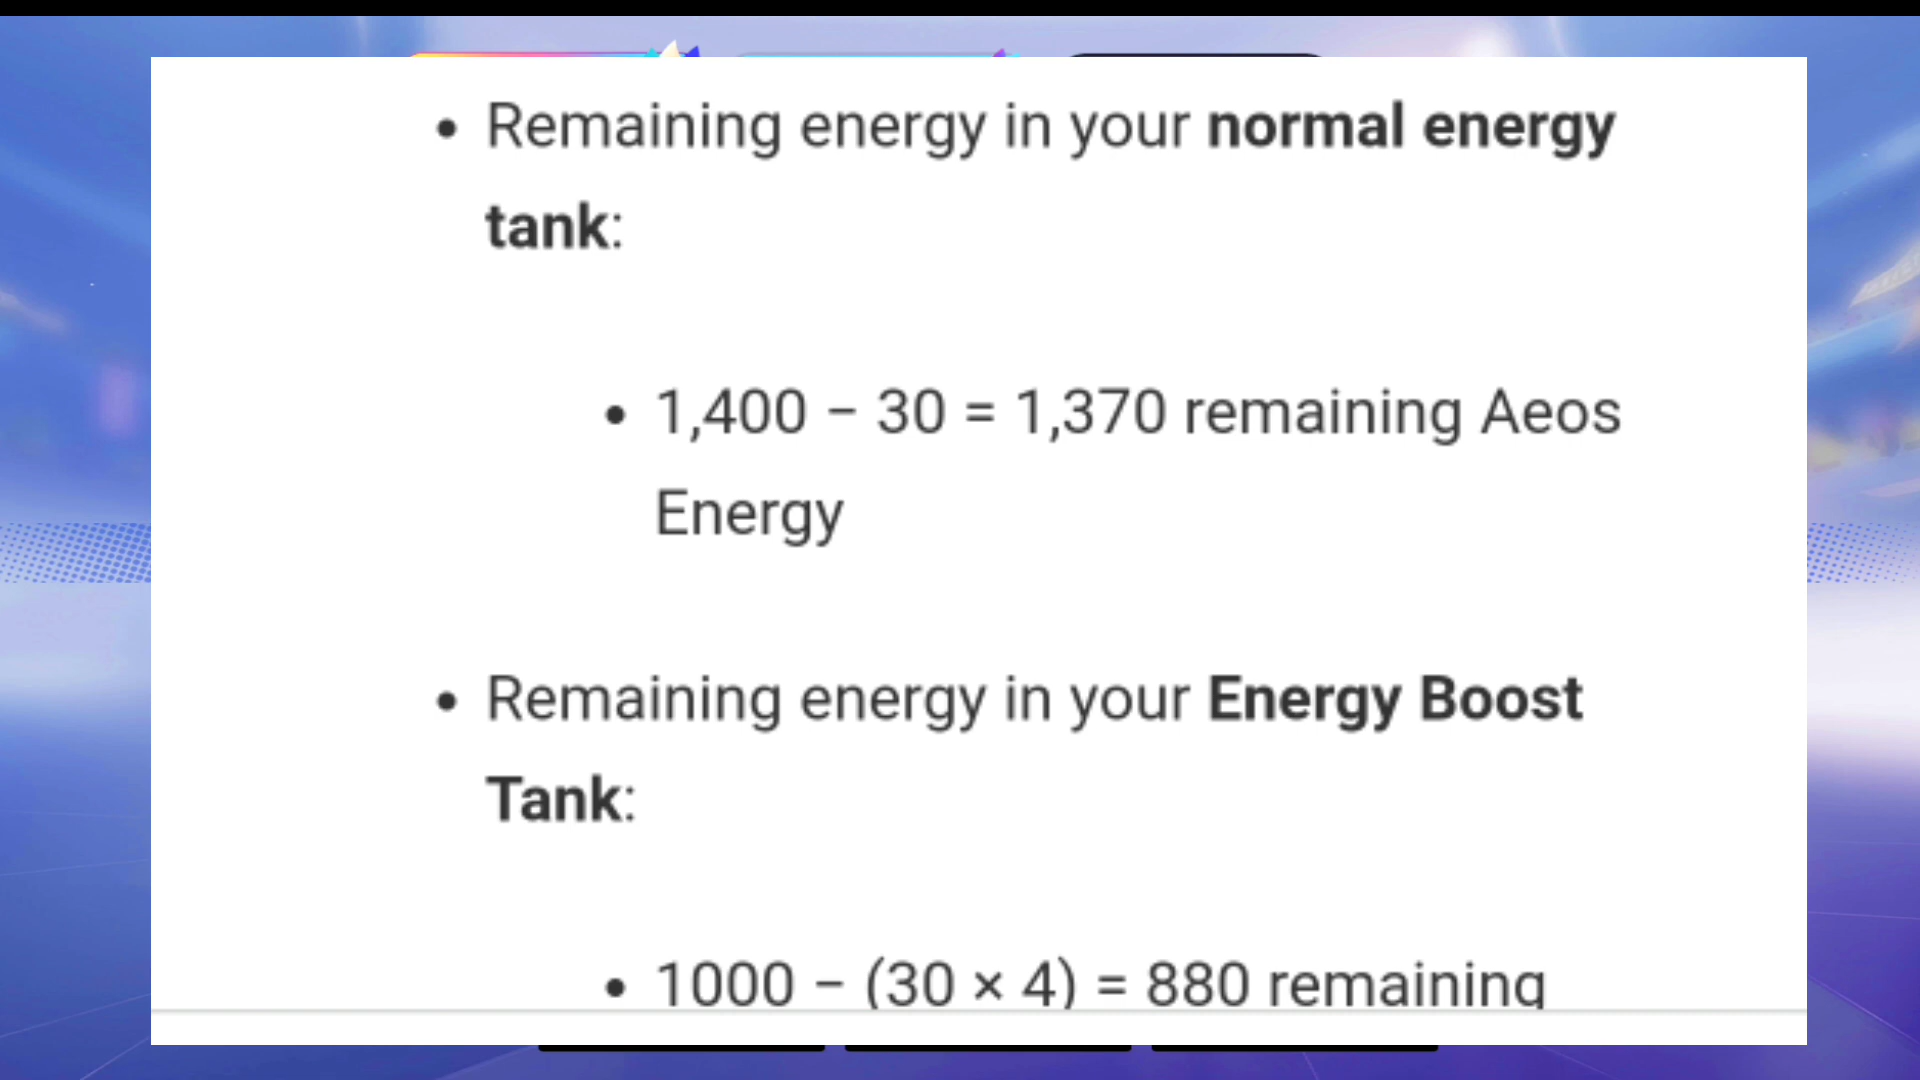 • Remaining energy in your normal energy
tank:
• 1,400 – 30 = 1,370 remaining Aeos
Energy
• Remaining energy in your Energy Boost
Tank:
• 1000 – (30 × 4) = 880 remaining